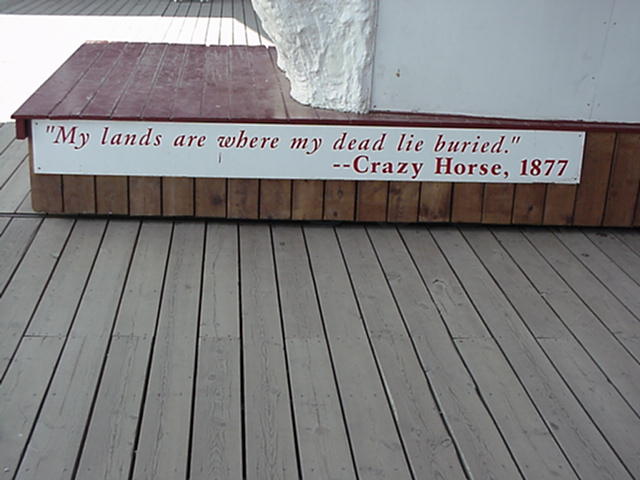 "My lands are where my dead lie buried."
--Crazy Horse, 1877